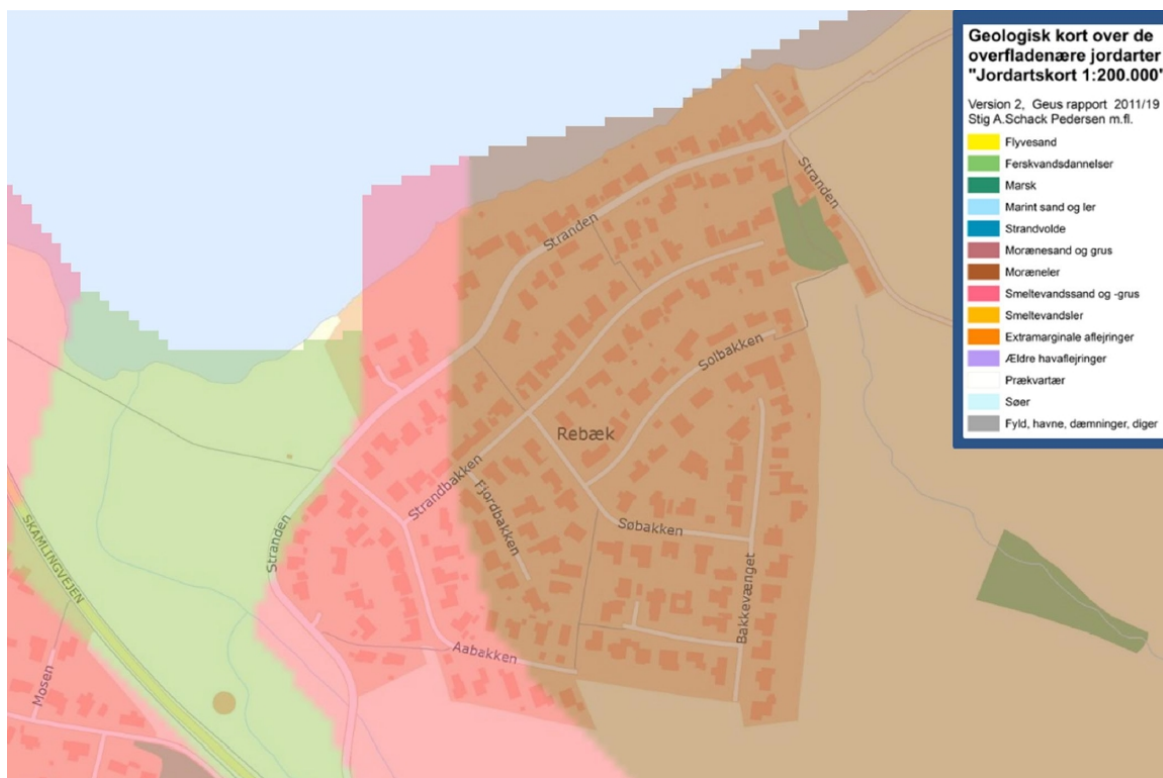 Geologisk kort over de
overfladenære jordarter
"Jordartskort 1:200.000"
Version 2, Geus rapport 2011/19
Stig A.Schack Pedersen m.fl.
Flyvesand
Ferskvandsdannelser
Marsk
Marint sand og ler
Strandvolde
Morænesand og grus
Moræneler
Smeltevandssand og -grus
Smeltevandsler
Extramarginale aflejringer
Ældre havaflejringer
Prækvartær
Søer
Fyld, havne, dæmninger, diger
Stranden
Stranden
Solbakken
Rebæk
Strandbakken
Fjordbakken
Søbakken
Stranden
SKAMLINGVEJEN
Bakkevænget
Aabakken
Mosen